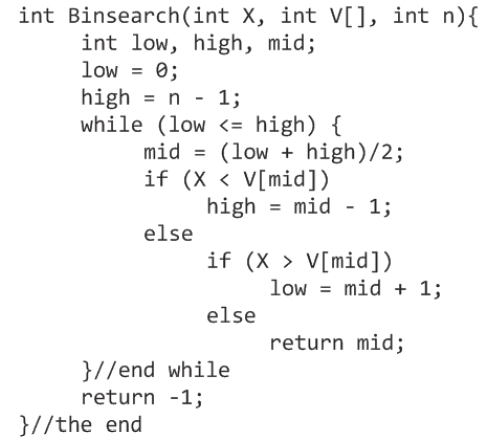 int Binsearch(int X, int V[], int n){
int low, high, mid;
low = 0;
high = n - 1;
while (low <= high) {
mid = (low + high)/2;
if (X < V[mid])
high = mid - 1;
else
if (X > V[mid])
low = mid + 1;
else
return mid;
}//end while
return -1;
}//the end